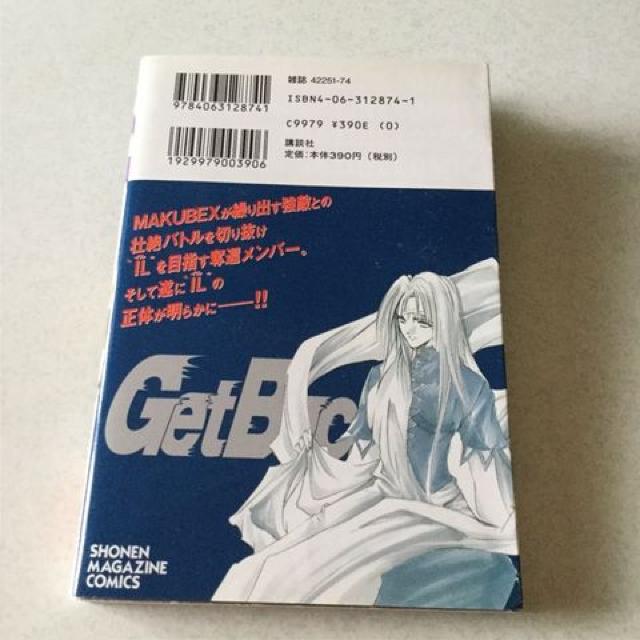 9784063128741
1929979003906
雑誌 42251-74
ISBN4-06-312874-1
C9979 ¥390E (0)
講談社
定価:本体390円(税別)
MAKUBEXが繰り出す強敵との
壮絶バトルを切り抜け
“IL”を目指す奪還メンバー。
そして遂に“IL”の
正体が明らかに——!!
GetBac
SHONEN
MAGAZINE
COMICS